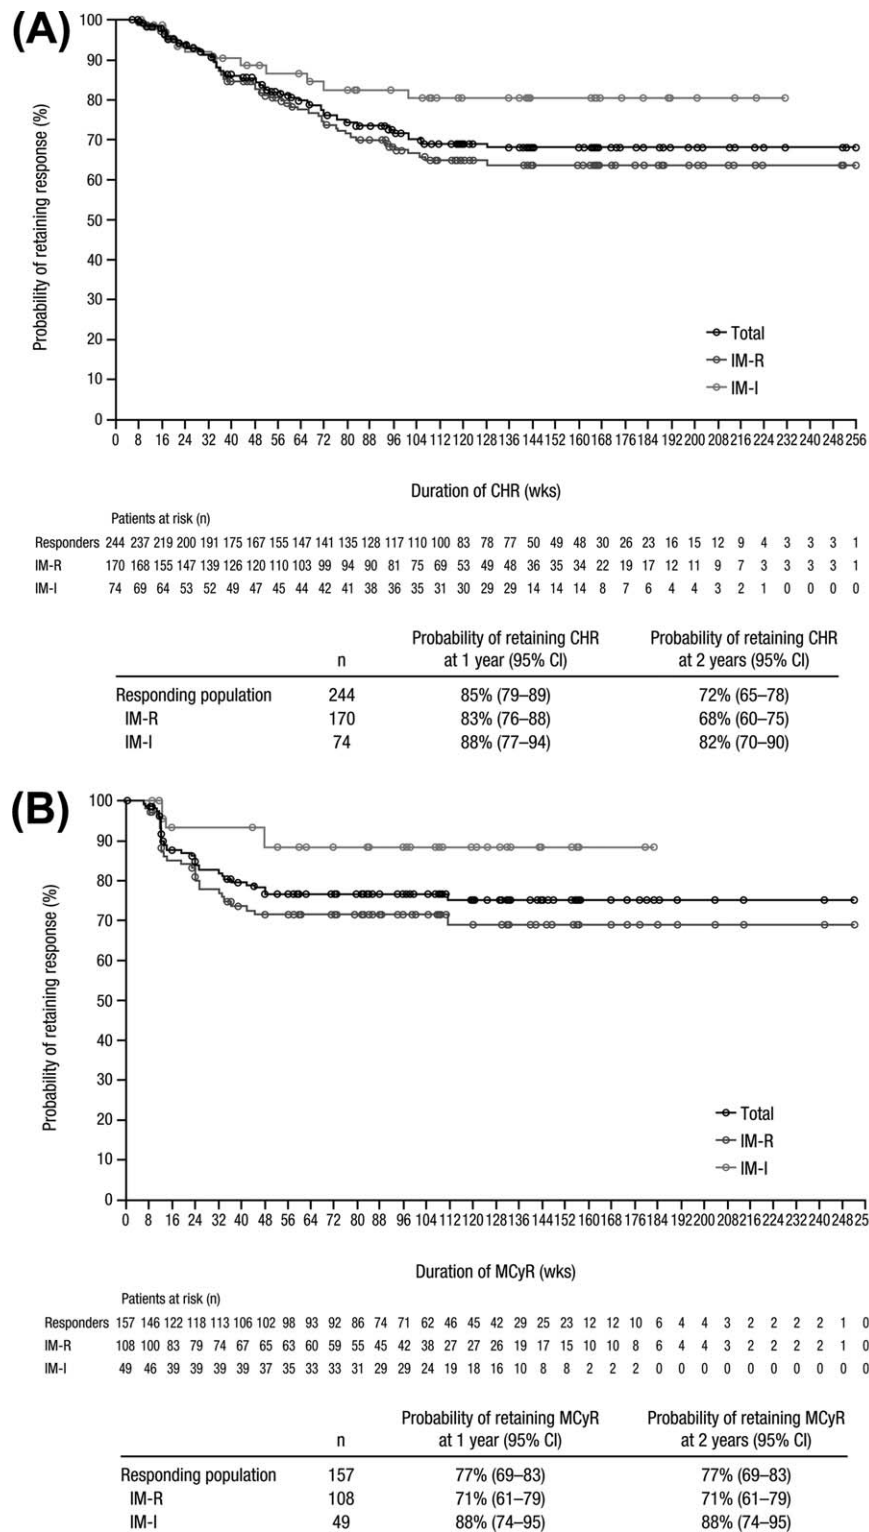 (A)
Probability of retaining response (%)
100
90
80
70
60
50
40
30
20
10
0
Total
IM-R
IM-I
0 8 16 24 32 40 48 56 64 72 80 88 96 104 112 120 128 136 144 152 160 168 176 184 192 200 208 216 224 232 240 248 256
Duration of CHR (wks)
Patients at risk (n)
Responders 244 237 219 200 191 175 167 155 147 141 135 128 117 110 100 83 78 77 50 49 48 30 26 23 16 15 12 9 4 3 3 3 1
IM-R 170 168 155 147 139 126 120 110 103 99 94 90 81 75 69 53 49 48 36 35 34 22 19 17 12 11 9 7 3 3 3 3 1
IM-I 74 69 64 53 52 49 47 45 44 42 41 38 36 35 31 30 29 29 14 14 14 8 7 6 4 4 3 2 1 0 0 0 0
n Probability of retaining CHR at 1 year (95% CI) Probability of retaining CHR at 2 years (95% CI)
Responding population 244 85% (79–89) 72% (65–78)
IM-R 170 83% (76–88) 68% (60–75)
IM-I 74 88% (77–94) 82% (70–90)
(B)
Probability of retaining response (%)
100
90
80
70
60
50
40
30
20
10
0
Total
IM-R
IM-I
0 8 16 24 32 40 48 56 64 72 80 88 96 104 112 120 128 136 144 152 160 168 176 184 192 200 208 216 224 232 240 248 25
Duration of MCyR (wks)
Patients at risk (n)
Responders 157 146 122 118 113 106 102 98 93 92 86 74 71 62 46 45 42 29 25 23 12 12 10 6 4 4 3 2 2 2 2 1 0
IM-R 108 100 83 79 74 67 65 63 60 59 55 45 42 38 27 27 26 19 17 15 10 10 8 6 4 4 3 2 2 2 2 1 0
IM-I 49 46 39 39 39 39 37 35 33 33 31 29 29 24 19 18 16 10 8 8 2 2 2 0 0 0 0 0 0 0 0 0 0
n Probability of retaining MCyR at 1 year (95% CI) Probability of retaining MCyR at 2 years (95% CI)
Responding population 157 77% (69–83) 77% (69–83)
IM-R 108 71% (61–79) 71% (61–79)
IM-I 49 88% (74–95) 88% (74–95)